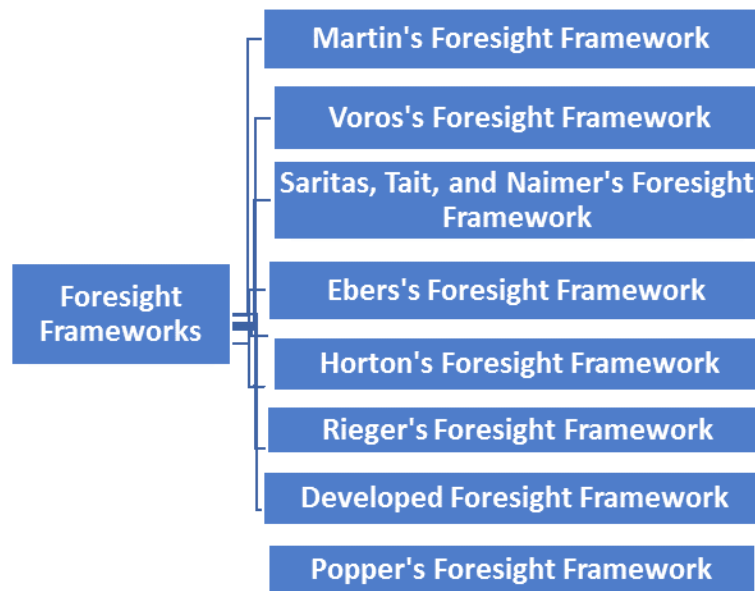 Martin's Foresight Framework
Voros's Foresight Framework
Saritas, Tait, and Naimer's Foresight
Framework
Foresight
Frameworks
Ebers's Foresight Framework
Horton's Foresight Framework
Rieger's Foresight Framework
Developed Foresight Framework
Popper's Foresight Framework